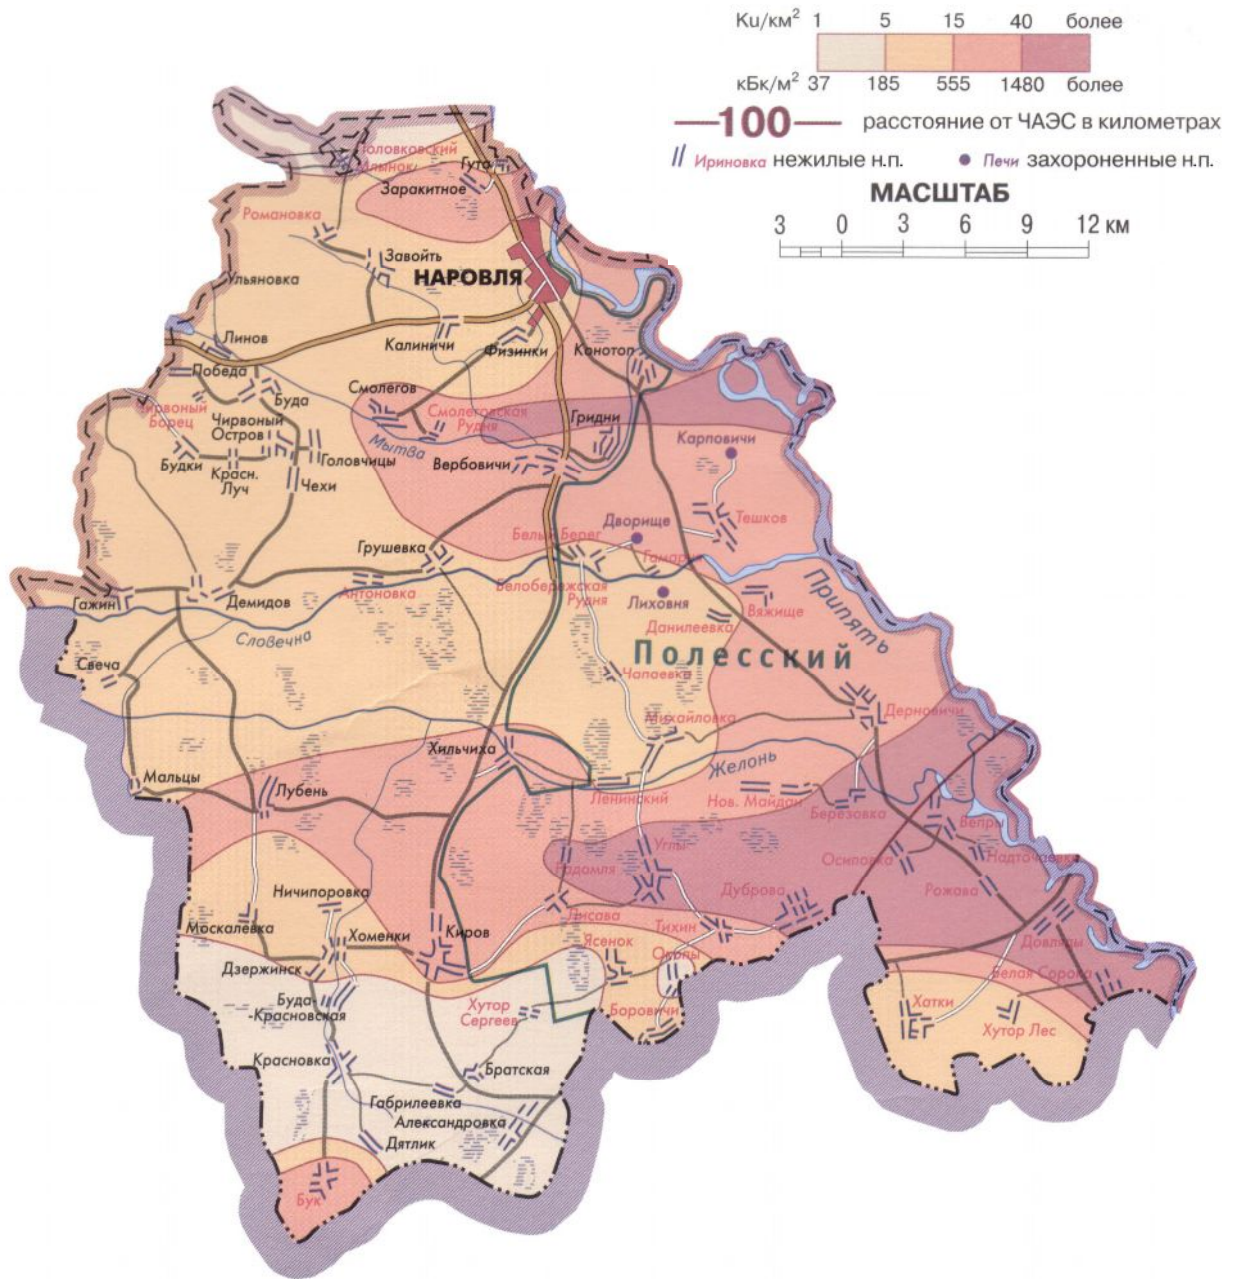 Кu/км² 1 5 15 40 более
кБк/м² 37 185 555 1480 более
100 расстояние от ЧАЭС в километрах
Ириновка нежилые н.п. Печи захороненные н.п.
МАСШТАБ
3 0 3 6 9 12 км
Головковский
Млынок
Гута
Заракитное
Романовка
Завойть
НАРОВЛЯ
Ульяновка
Линов
Калиничи
Физинки
Конотоп
Победа
Смолегов
Буда
Чирвоный
Борец
Смолеговская
Рудня
Гридни
Чирвоный
Остров
Мытва
Карповичи
Будки
Головчицы
Вербовичи
Красн.
Луч
Чехи
Тешков
Дворище
Белый Берег
Грушевка
Гамарня
Антоновка
Белобережская
Рудня
Припять
Гажин
Демидов
Лиховня
Вяжище
Данилеевка
Словечна
Полесский
Свеча
Чапаевка
Дерновичи
Михайловка
Хильчиха
Желонь
Мальцы
Лубень
Ленинский
Нов. Майдан
Березовка
Вепры
Углы
Осиповка
Надточаевка
Радомля
Ничипоровка
Дуброва
Рожава
Лисава
Москалевка
Тихин
Хоменки
Киров
Ясенок
Довляды
Дзержинск
Белая Сорока
Буда-
-Красновская
Хутор
Сергеев
Боровичи
Хатки
Хутор Лес
Красновка
Братская
Габрилеевка
Александровка
Дятлик
Бук